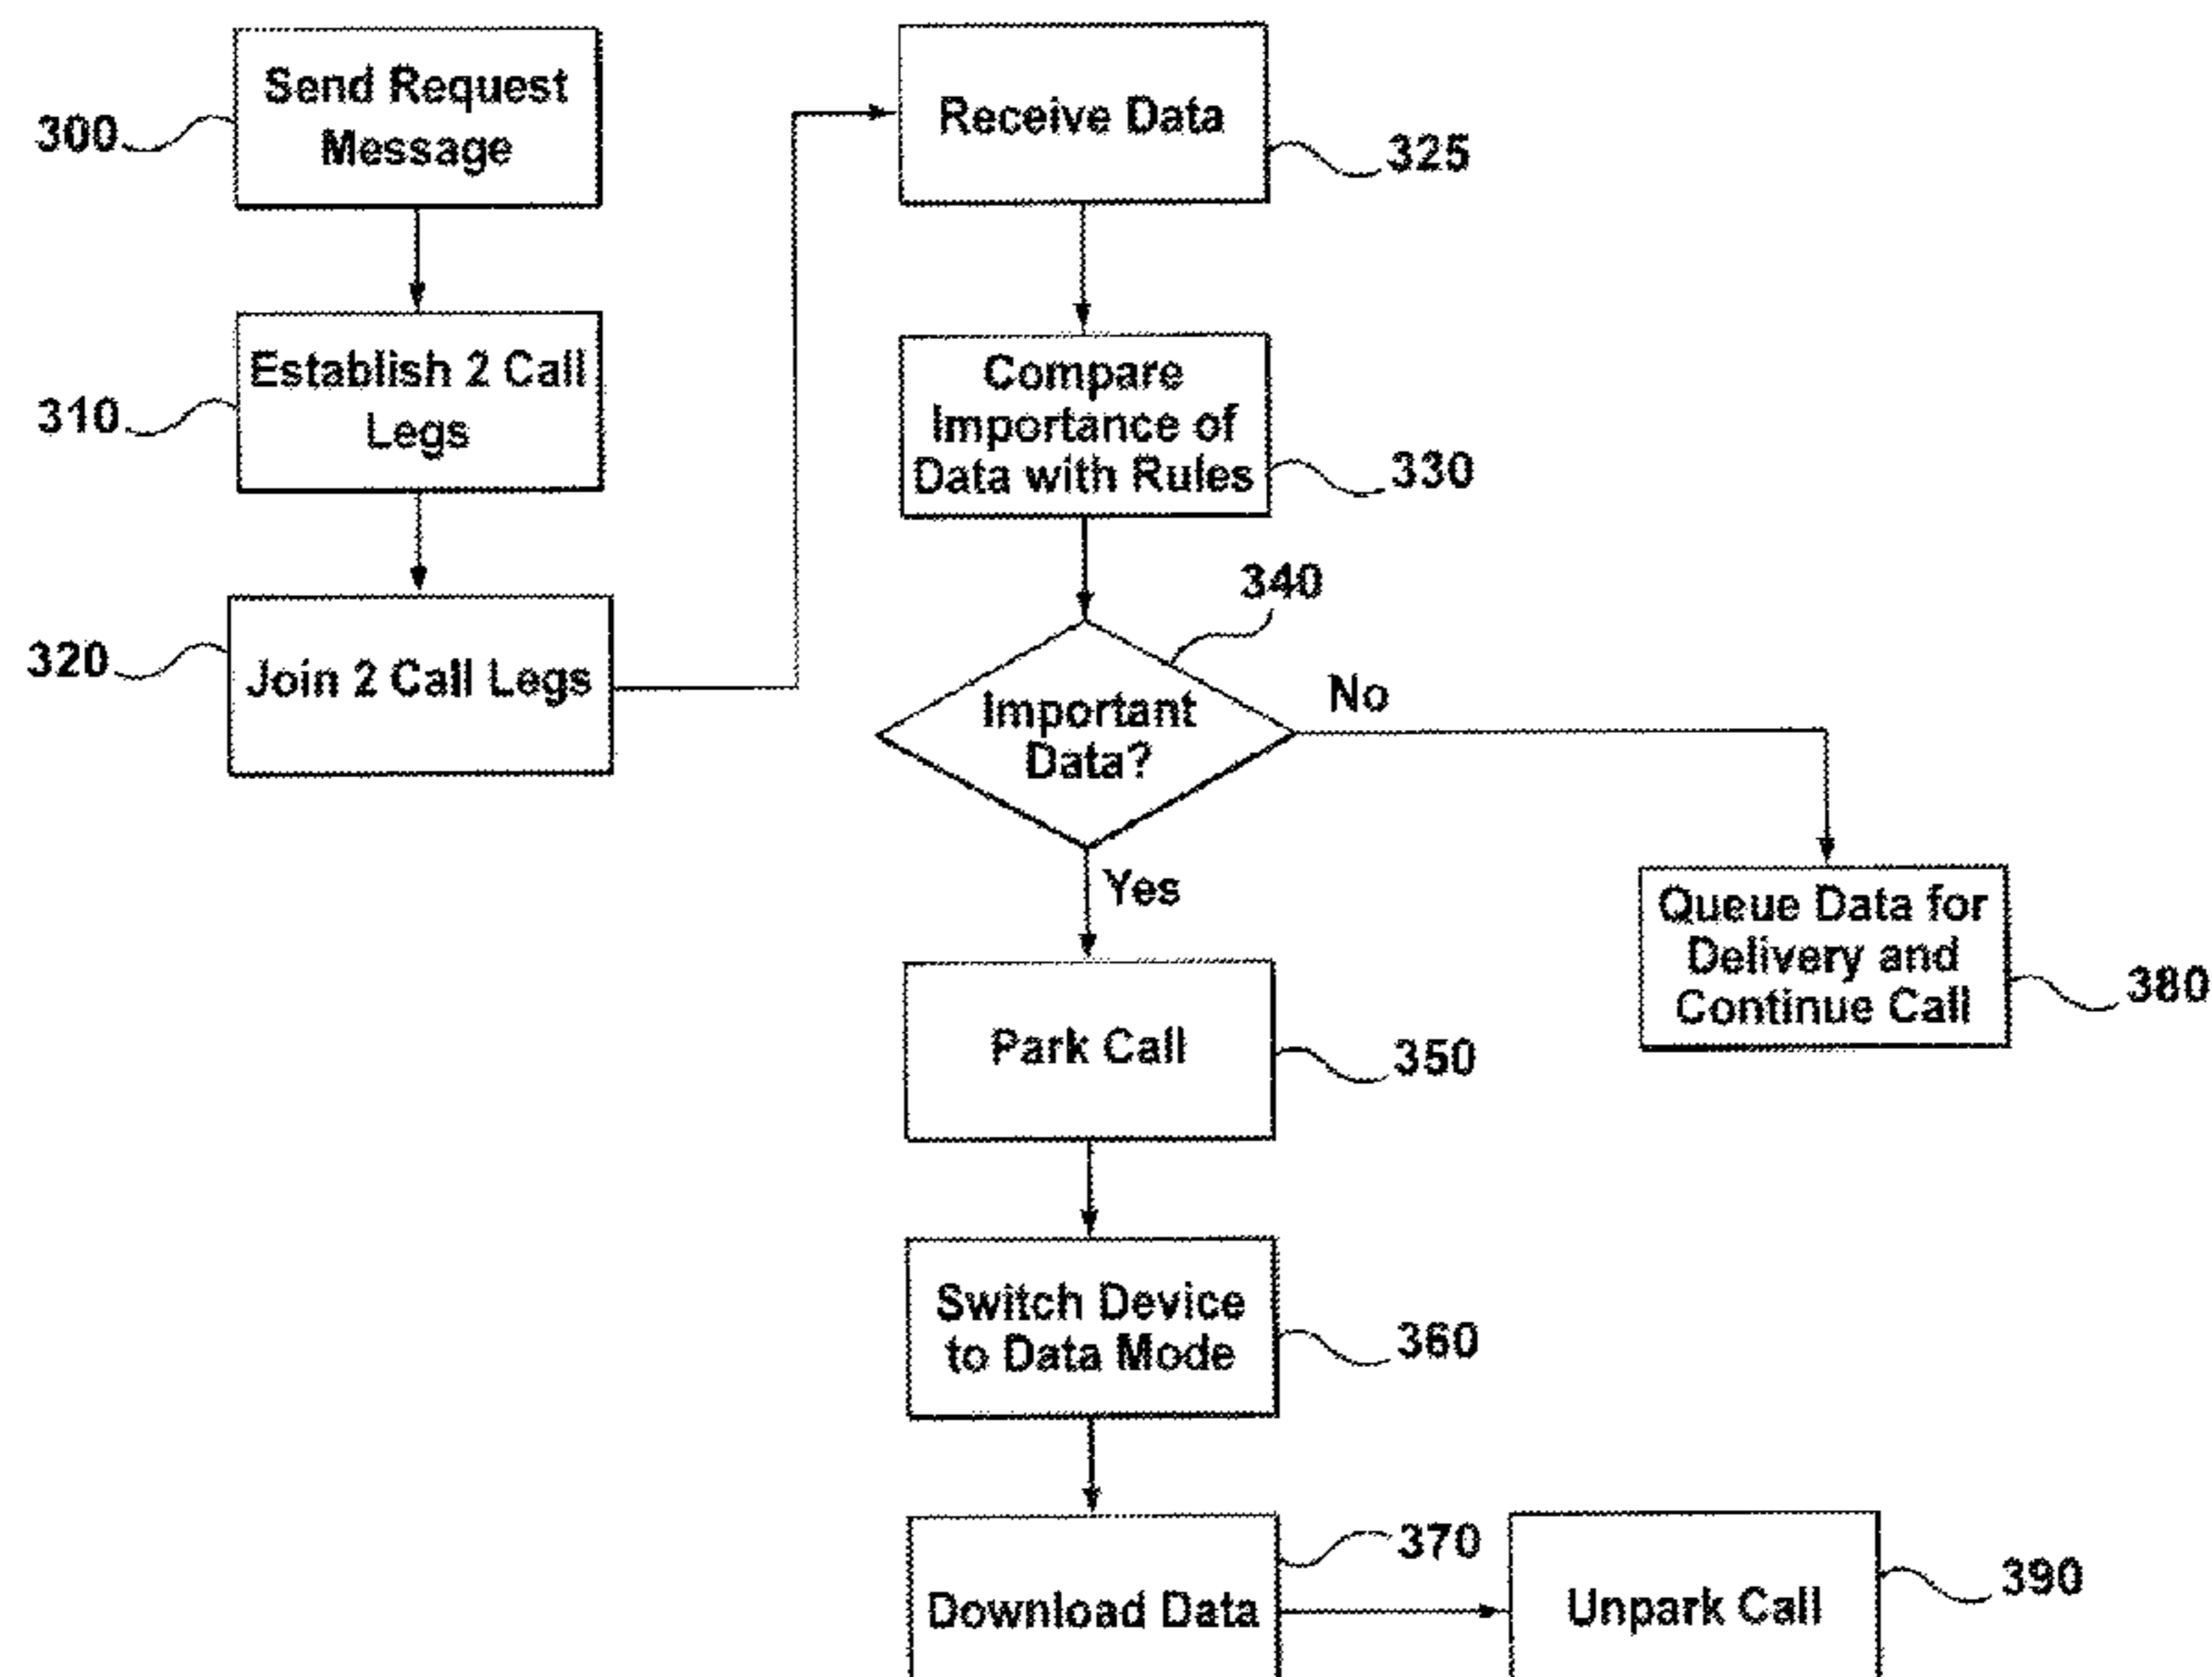 Send Request
Message
300
Establish 2 Call
Legs
310
Join 2 Call Legs
320
Receive Data
325
Compare
Importance of
Data with Rules
330
340
Important
Data?
No
Yes
Queue Data for
Delivery and
Continue Call
380
Park Call
350
Switch Device
to Data Mode
360
Download Data
370
Unpark Call
390